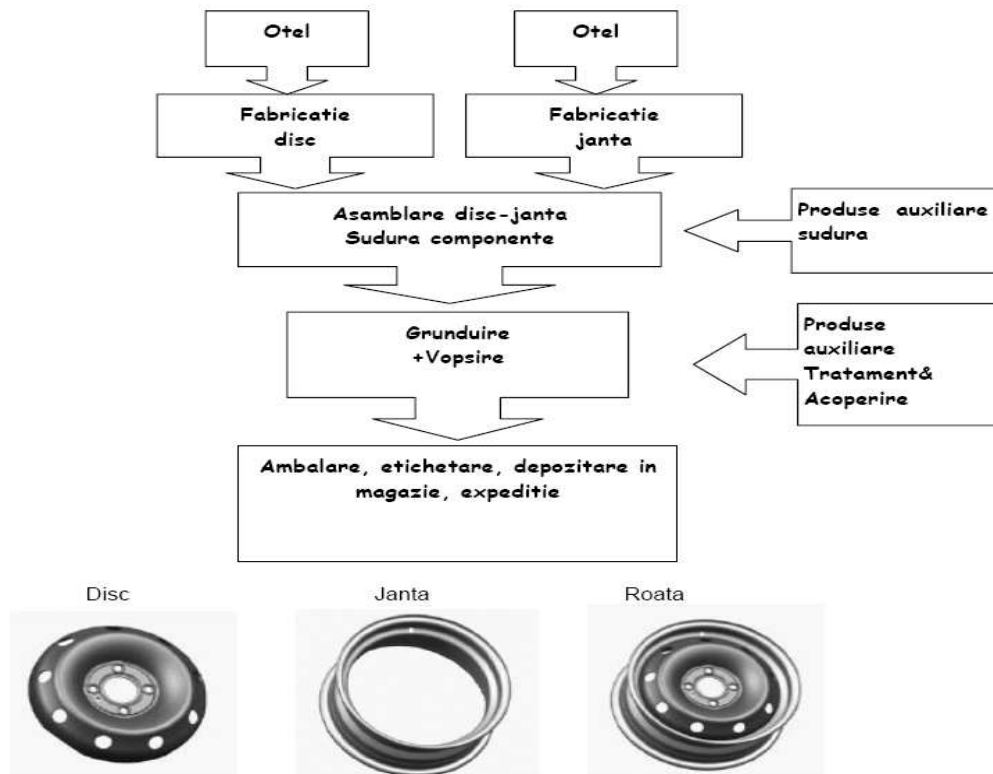 Otel
Otel
Fabricatie
disc
Fabricatie
janta
Asamblare disc-janta
Sudura componente
Produse auxiliare
sudura
Grunduire
+Vopsire
Produse
auxiliare
Tratament&
Acoperire
Ambalare, etichetare, depozitare in
magazie, expeditie
Disc
Janta
Roata